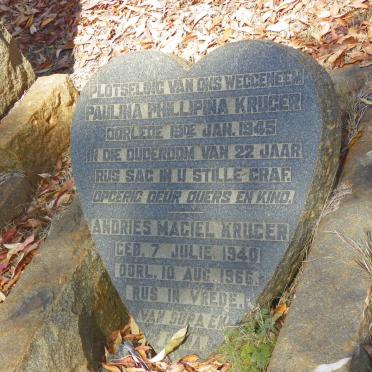 PLOTSELING VAN ONS WEGGENEEM
PAULINA PHILLIPINA KRUGER
OORLEDE 19DE JAN. 1945
IN DIE OUDERDOM VAN 22 JAAR
RUS SAG IN U STILLE GRAF.
OPGERIG DEUR OUERS EN KIND.
ANDRIES MAGIEL KRUGER
GEB. 7 JULIE 1940
OORL. 10 AUG. 1966.
RUS IN VREDE.
VAN OUPA EN